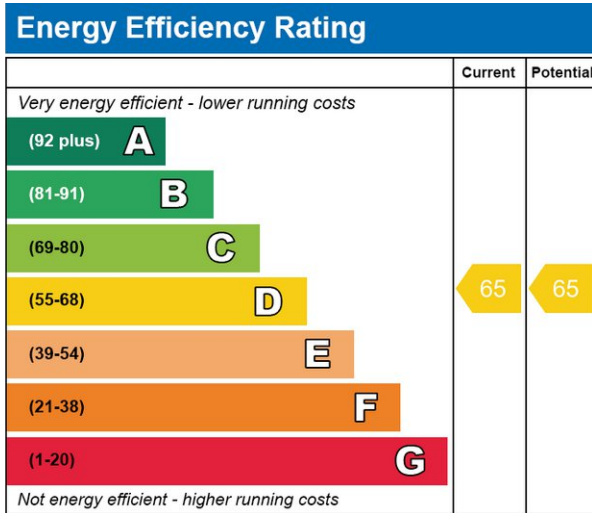 Energy Efficiency Rating
Current Potential
Very energy efficient - lower running costs
(92 plus) A
(81-91) B
(69-80) C
(55-68) D 65 65
(39-54) E
(21-38) F
(1-20) G
Not energy efficient - higher running costs